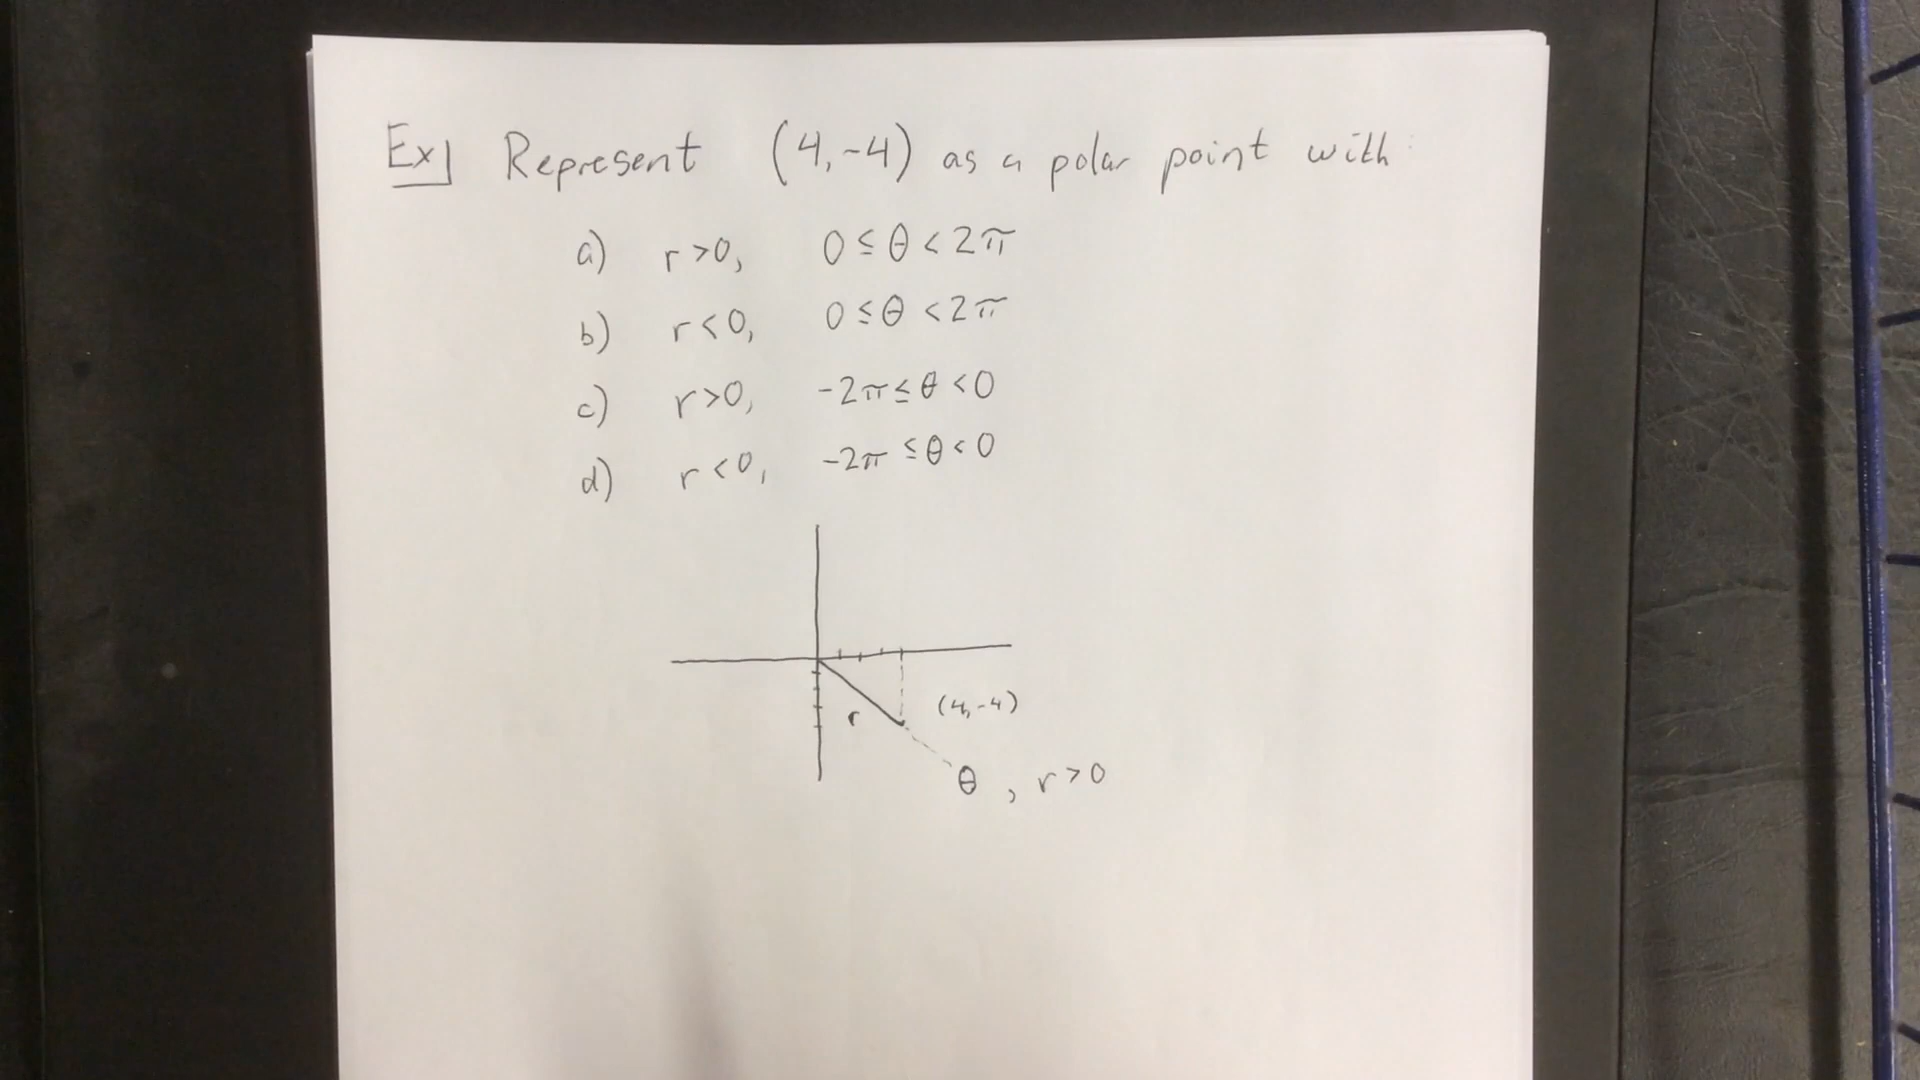 Ex] Represent (4,-4) as a polar point with
a) r>0, 0≤θ<2π
b) r<0, 0≤θ<2π
c) r>0, -2π≤θ<0
d) r<0, -2π≤θ<0
(4,-4)
r
θ, r>0